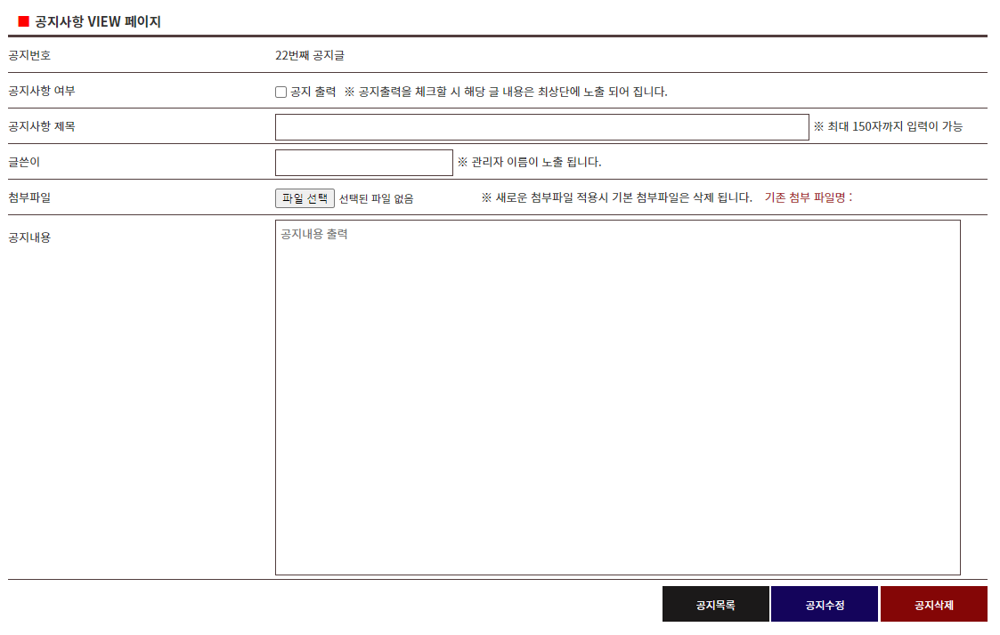 ■ 공지사항 VIEW 페이지
공지번호 22번째 공지글
공지사항 여부 공지 출력 ※ 공지출력을 체크할 시 해당 글 내용은 최상단에 노출 되어 집니다.
공지사항 제목 ※ 최대 150자까지 입력이 가능
글쓴이 ※ 관리자 이름이 노출 됩니다.
첨부파일 파일 선택 선택된 파일 없음 ※ 새로운 첨부파일 적용시 기본 첨부파일은 삭제 됩니다. 기존 첨부 파일명 :
공지내용 공지내용 출력
공지목록 공지수정 공지삭제